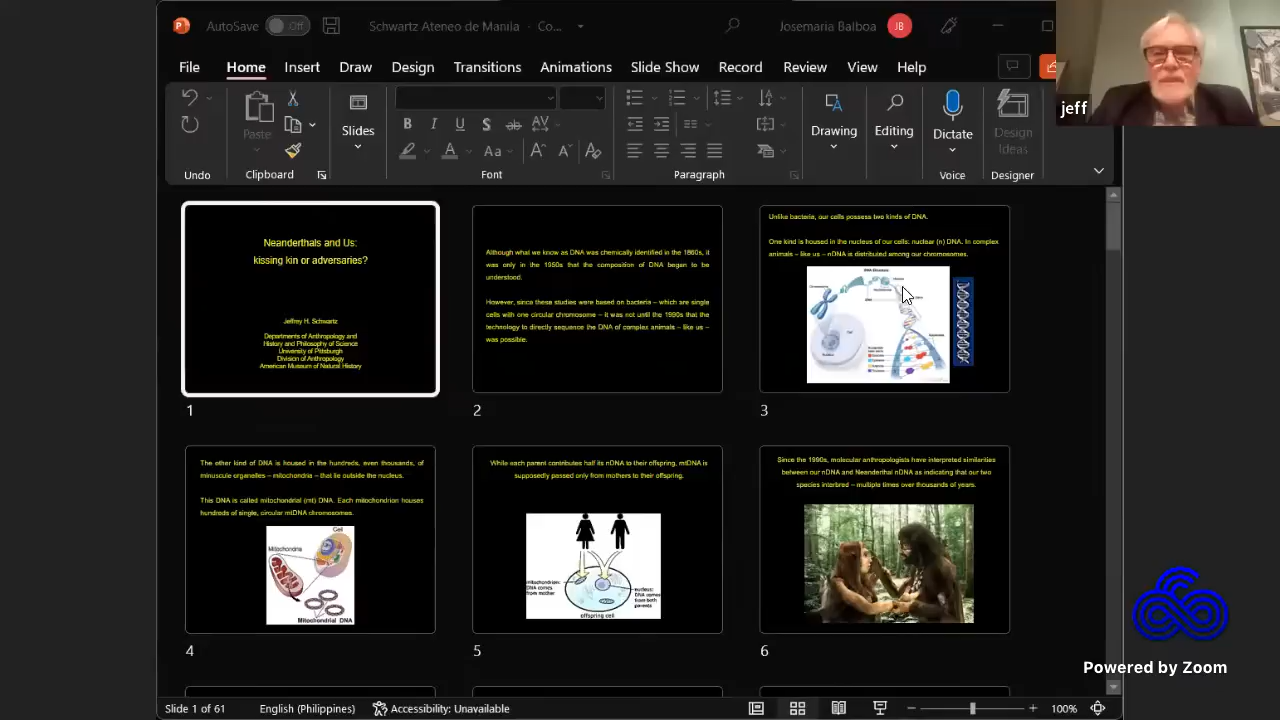 AutoSave
Off
Schwartz Ateneo de Manila - Co...
Josemaria Balboa
JB
File
Home
Insert
Draw
Design
Transitions
Animations
Slide Show
Record
Review
View
Help
jeff
Paste
Slides
Drawing
Editing
Dictate
Design
Ideas
Undo
Clipboard
Font
Paragraph
Voice
Designer
Neanderthals and Us:
kissing kin or adversaries?
Jeffrey H. Schwartz
Departments of Anthropology and
History and Philosophy of Science
University of Pittsburgh
Division of Anthropology
American Museum of Natural History
1
Although what we know as DNA was chemically identified in the 1860s, it
was only in the 1950s that the composition of DNA began to be
understood.
However, since these studies were based on bacteria – which are single
cells with one circular chromosome – it was not until the 1990s that the
technology to directly sequence the DNA of complex animals – like us –
was possible.
2
Unlike bacteria, our cells possess two kinds of DNA.
One kind is housed in the nucleus of our cells: nuclear (n) DNA. In complex
animals – like us – nDNA is distributed among our chromosomes.
3
The other kind of DNA is housed in the hundreds, even thousands, of
minuscule organelles – mitochondria – that lie outside the nucleus.
This DNA is called mitochondrial (mt) DNA. Each mitochondrion houses
hundreds of single, circular mtDNA chromosomes.
Cell
Mitochondria
Mitochondrial DNA
4
While each parent contributes half its nDNA to their offspring, mtDNA is
supposedly passed only from mothers to their offspring.
mitochondrion:
DNA comes
from mother
nucleus:
DNA comes
from both
parents
offspring cell
5
Since the 1990s, molecular anthropologists have interpreted similarities
between our nDNA and Neanderthal nDNA as indicating that our two
species interbred – multiple times over thousands of years.
6
Powered by Zoom
Slide 1 of 61
English (Philippines)
Accessibility: Unavailable
100%